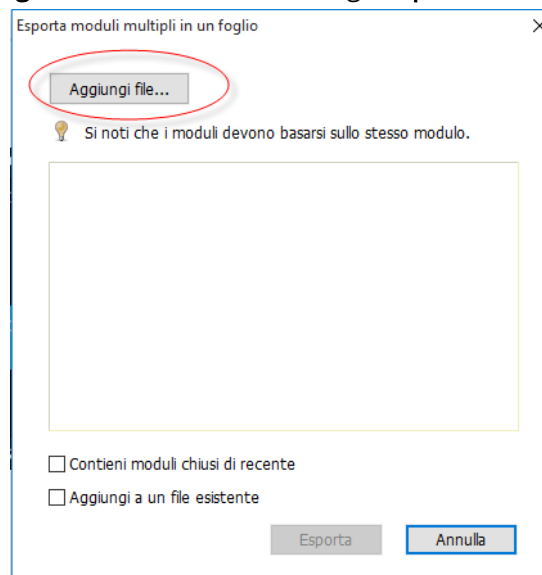 Esporta moduli multipli in un foglio
Aggiungi file...
Si noti che i moduli devono basarsi sullo stesso modulo.
Contieni moduli chiusi di recente
Aggiungi a un file esistente
Esporta Annulla